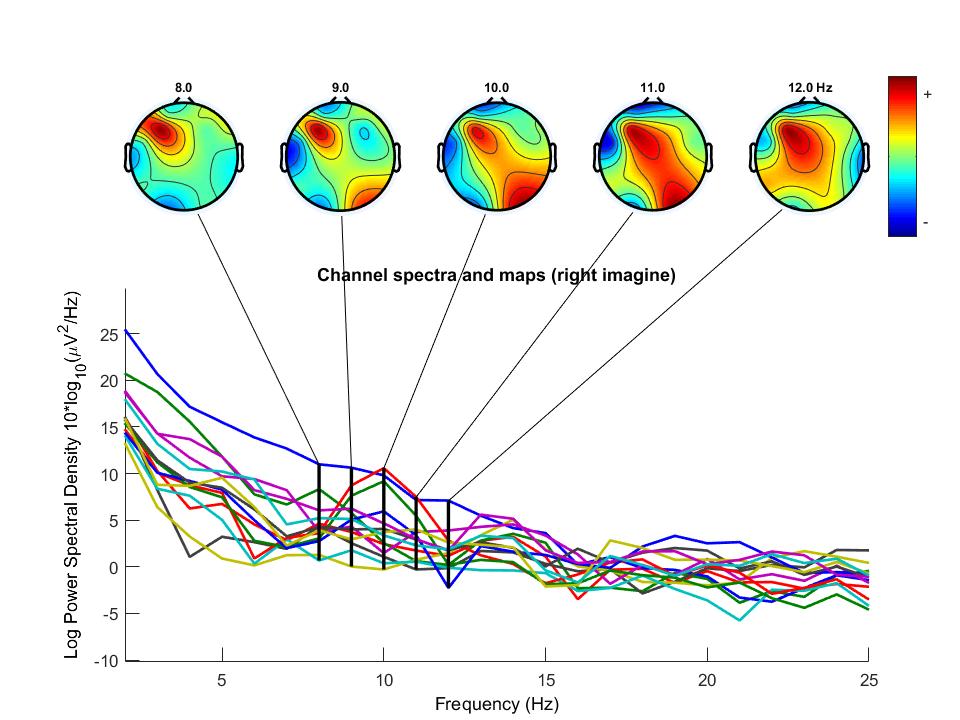 8.0 9.0 10.0 11.0 12.0 Hz
+
-
Channel spectra and maps (right imagine)
Log Power Spectral Density 10*log10(μV2/Hz)
25
20
15
10
5
0
-5
-10
5 10 15 20 25
Frequency (Hz)